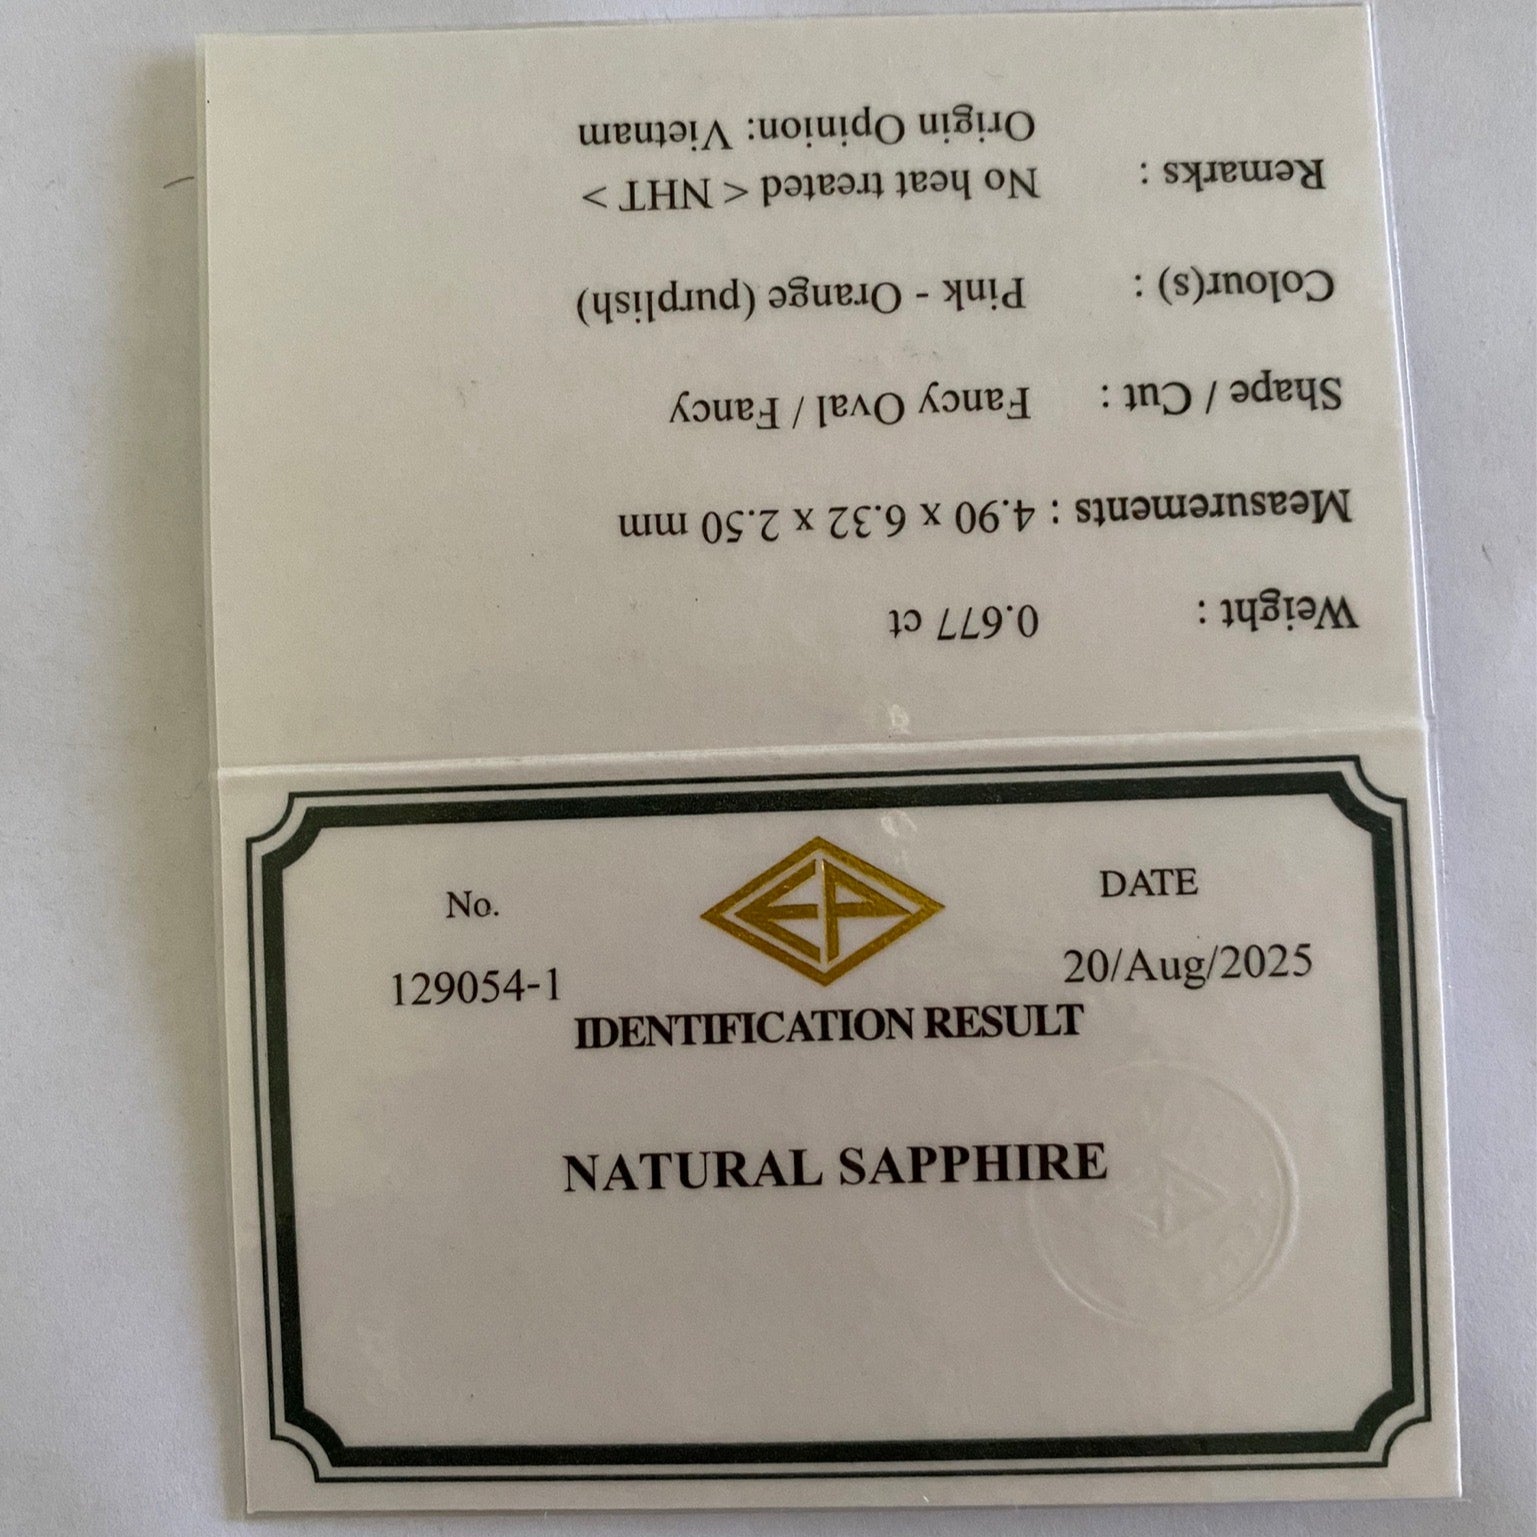 Weight : 0.677 ct
Measurements : 4.90 x 6.32 x 2.50 mm
Shape / Cut : Fancy Oval / Fancy
Colour(s) : Pink - Orange (purplish)
Remarks : No heat treated < NHT >
Origin Opinion: Vietnam
EP
No.
DATE
129054-1
20/Aug/2025
IDENTIFICATION RESULT
NATURAL SAPPHIRE